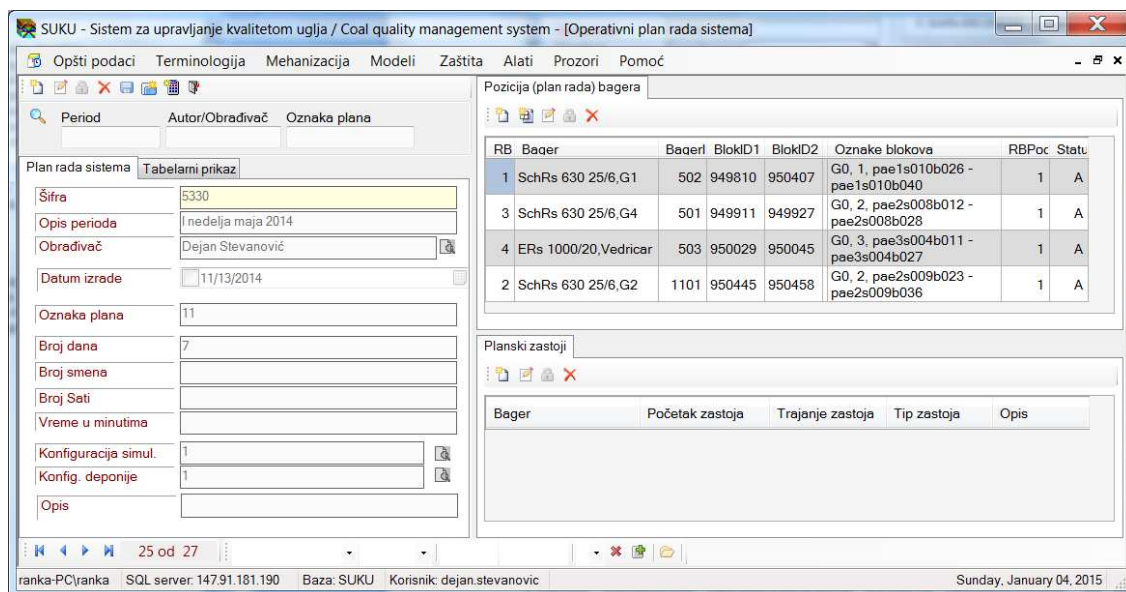 SUKU - Sistem za upravljanje kvalitetom uglja / Coal quality management system - [Operativni plan rada sistema]
Opšti podaci Terminologija Mehanizacija Modeli Zaštita Alati Prozori Pomoć
Period Autor/Obrađivač Oznaka plana
Plan rada sistema Tabelarni prikaz
Šifra 5330
Opis perioda I nedelja maja 2014
Obrađivač Dejan Stevanović
Datum izrade 11/13/2014
Oznaka plana 11
Broj dana 7
Broj smena
Broj Sati
Vreme u minutima
Konfiguracija simul. 1
Konfig. deponije 1
Opis
Pozicija (plan rada) bagera
RB Bager BagerI BlokID1 BlokID2 Oznake blokova RBPoc Statu
1 SchRs 630 25/6,G1 502 949810 950407 G0, 1, pae1s010b026 -
pae1s010b040 1 A
3 SchRs 630 25/6,G4 501 949911 949927 G0, 2, pae2s008b012 -
pae2s008b028 1 A
4 ERs 1000/20,Vedricar 503 950029 950045 G0, 3, pae3s004b011 -
pae3s004b027 1 A
2 SchRs 630 25/6,G2 1101 950445 950458 G0, 2, pae2s009b023 -
pae2s009b036 1 A
Planski zastoji
Bager Početak zastoja Trajanje zastoja Tip zastoja Opis
25 od 27
ranka-PC\ranka SQL server: 147.91.181.190 Baza: SUKU Korisnik: dejan.stevanovic Sunday, January 04, 2015